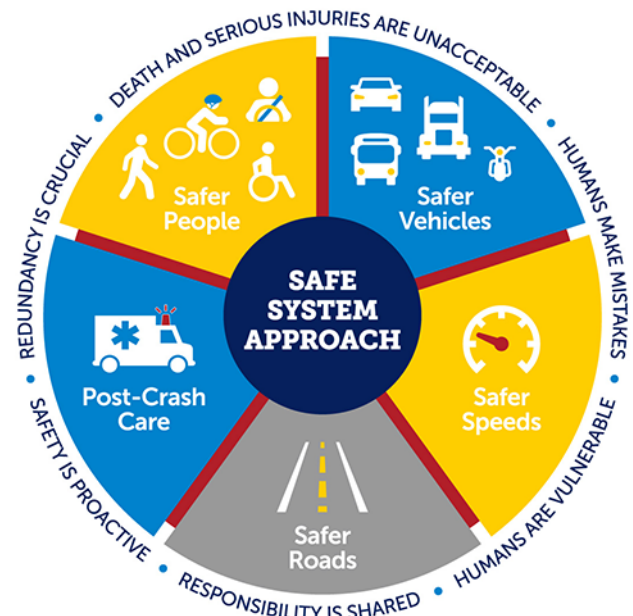 DEATH AND SERIOUS INJURIES ARE UNACCEPTABLE
HUMANS MAKE MISTAKES
HUMANS ARE VULNERABLE
RESPONSIBILITY IS SHARED
SAFETY IS PROACTIVE
REDUNDANCY IS CRUCIAL
Safer
People
Safer
Vehicles
SAFE
SYSTEM
APPROACH
Post-Crash
Care
Safer
Speeds
Safer
Roads